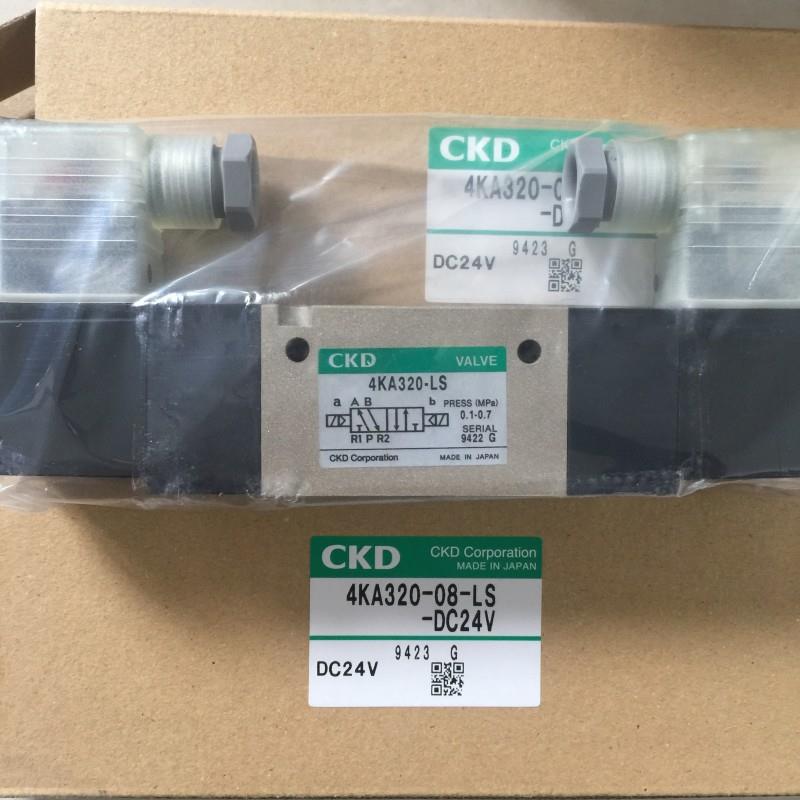 CKD
4KA320-
-D
9423 G
DC24V
CKD VALVE
4KA320-LS
a A B b PRESS (MPa)
0.1-0.7
R1 P R2
SERIAL
9422 G
CKD Corporation MADE IN JAPAN
CKD CKD Corporation
MADE IN JAPAN
4KA320-08-LS
-DC24V
9423 G
DC24V